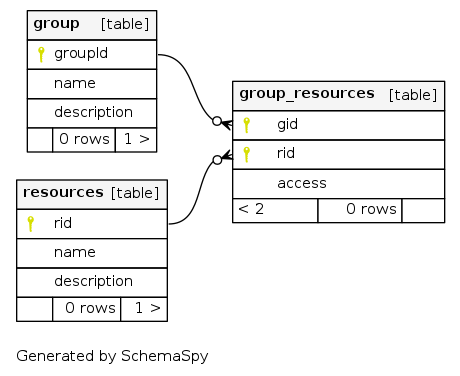 group [table]
groupId
name
description
0 rows 1 >
group_resources [table]
gid
rid
access
< 2 0 rows
resources [table]
rid
name
description
0 rows 1 >
Generated by SchemaSpy